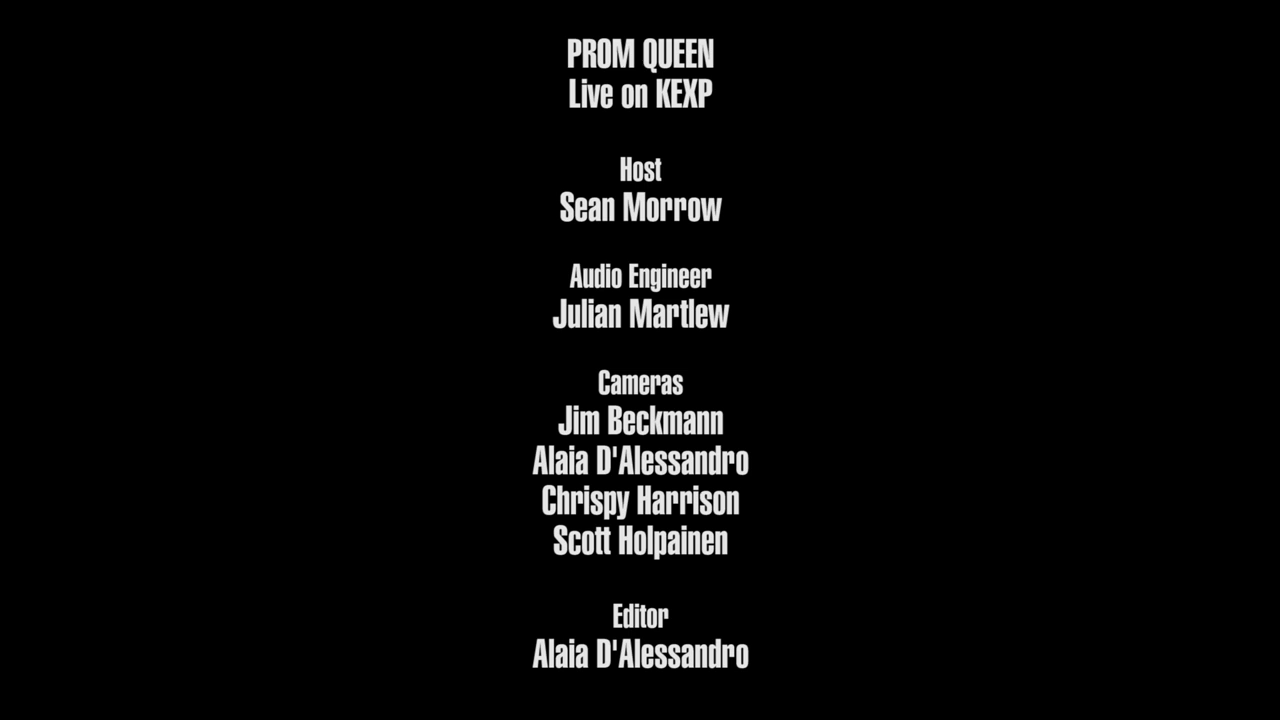 PROM QUEEN
Live on KEXP
Host
Sean Morrow
Audio Engineer
Julian Martlew
Cameras
Jim Beckmann
Alaia D'Alessandro
Chrispy Harrison
Scott Holpainen
Editor
Alaia D'Alessandro